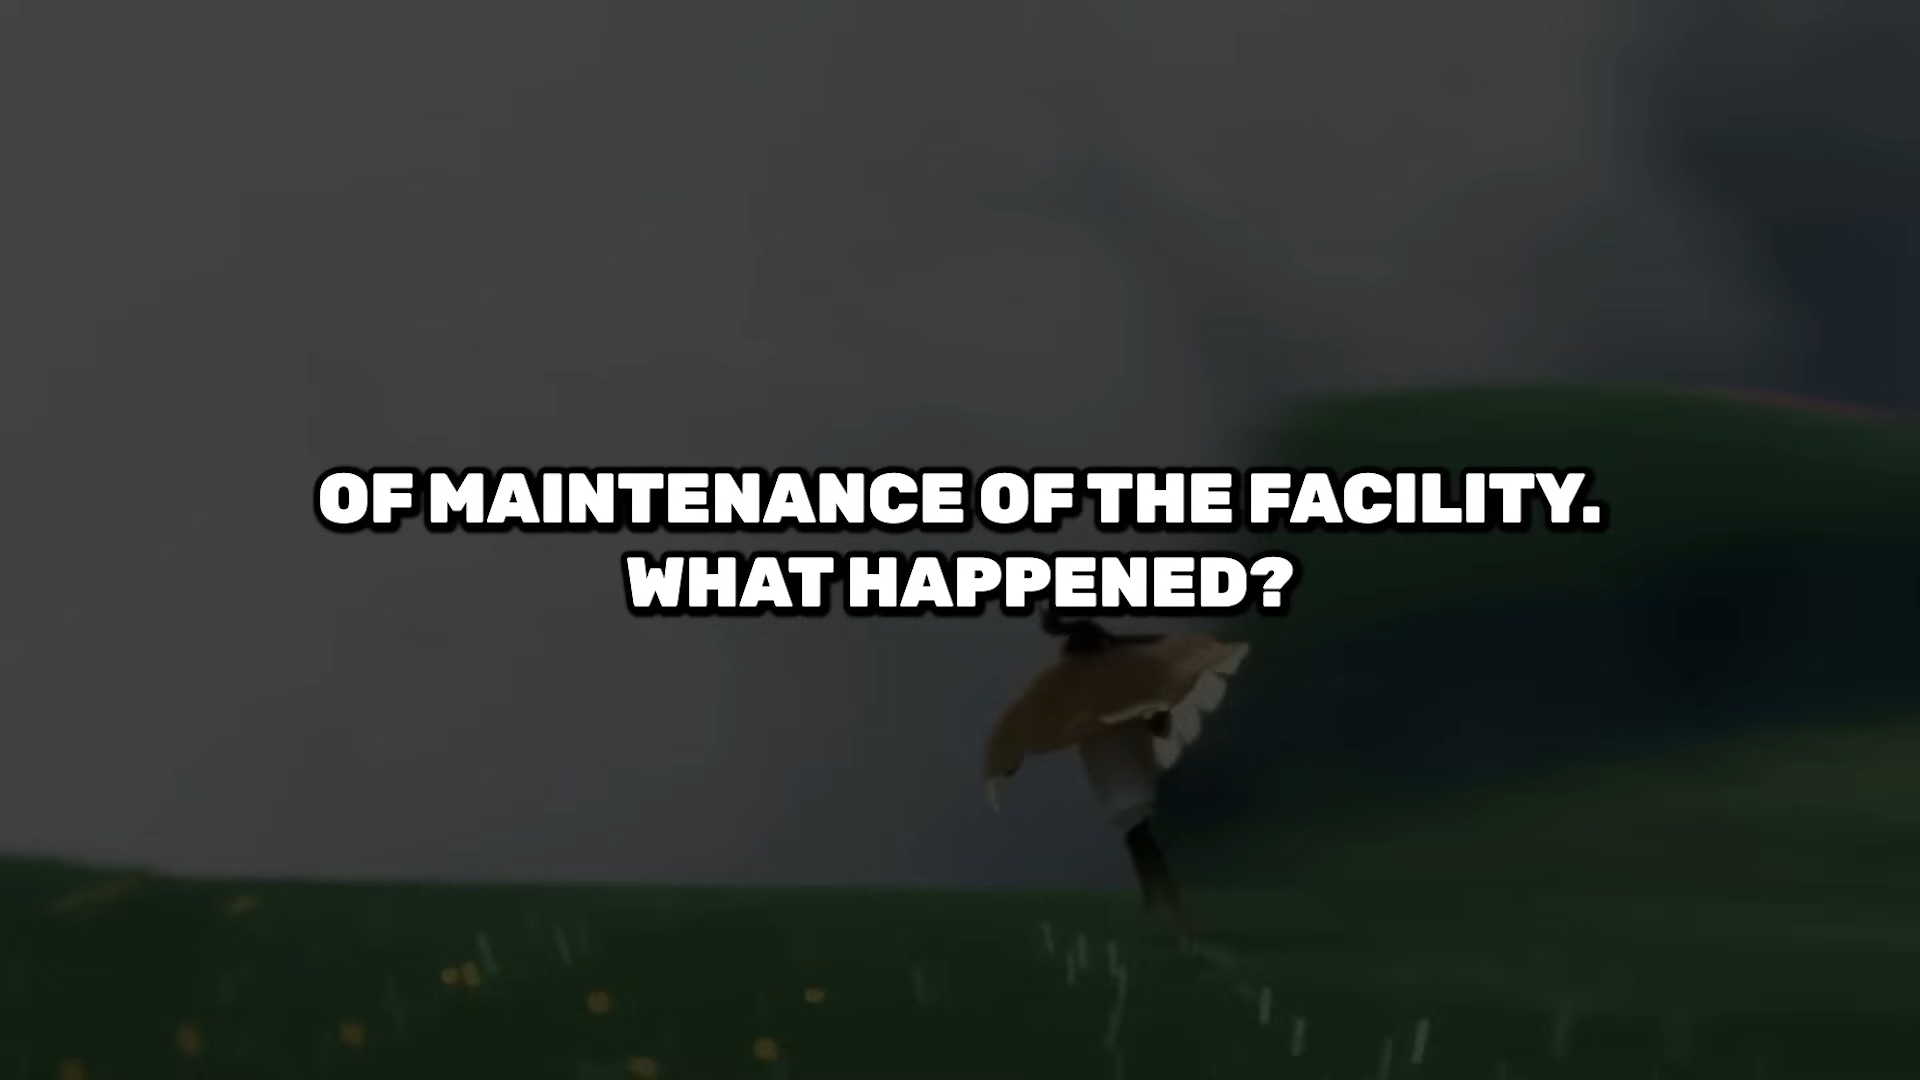 OF MAINTENANCE OF THE FACILITY.
WHAT HAPPENED?